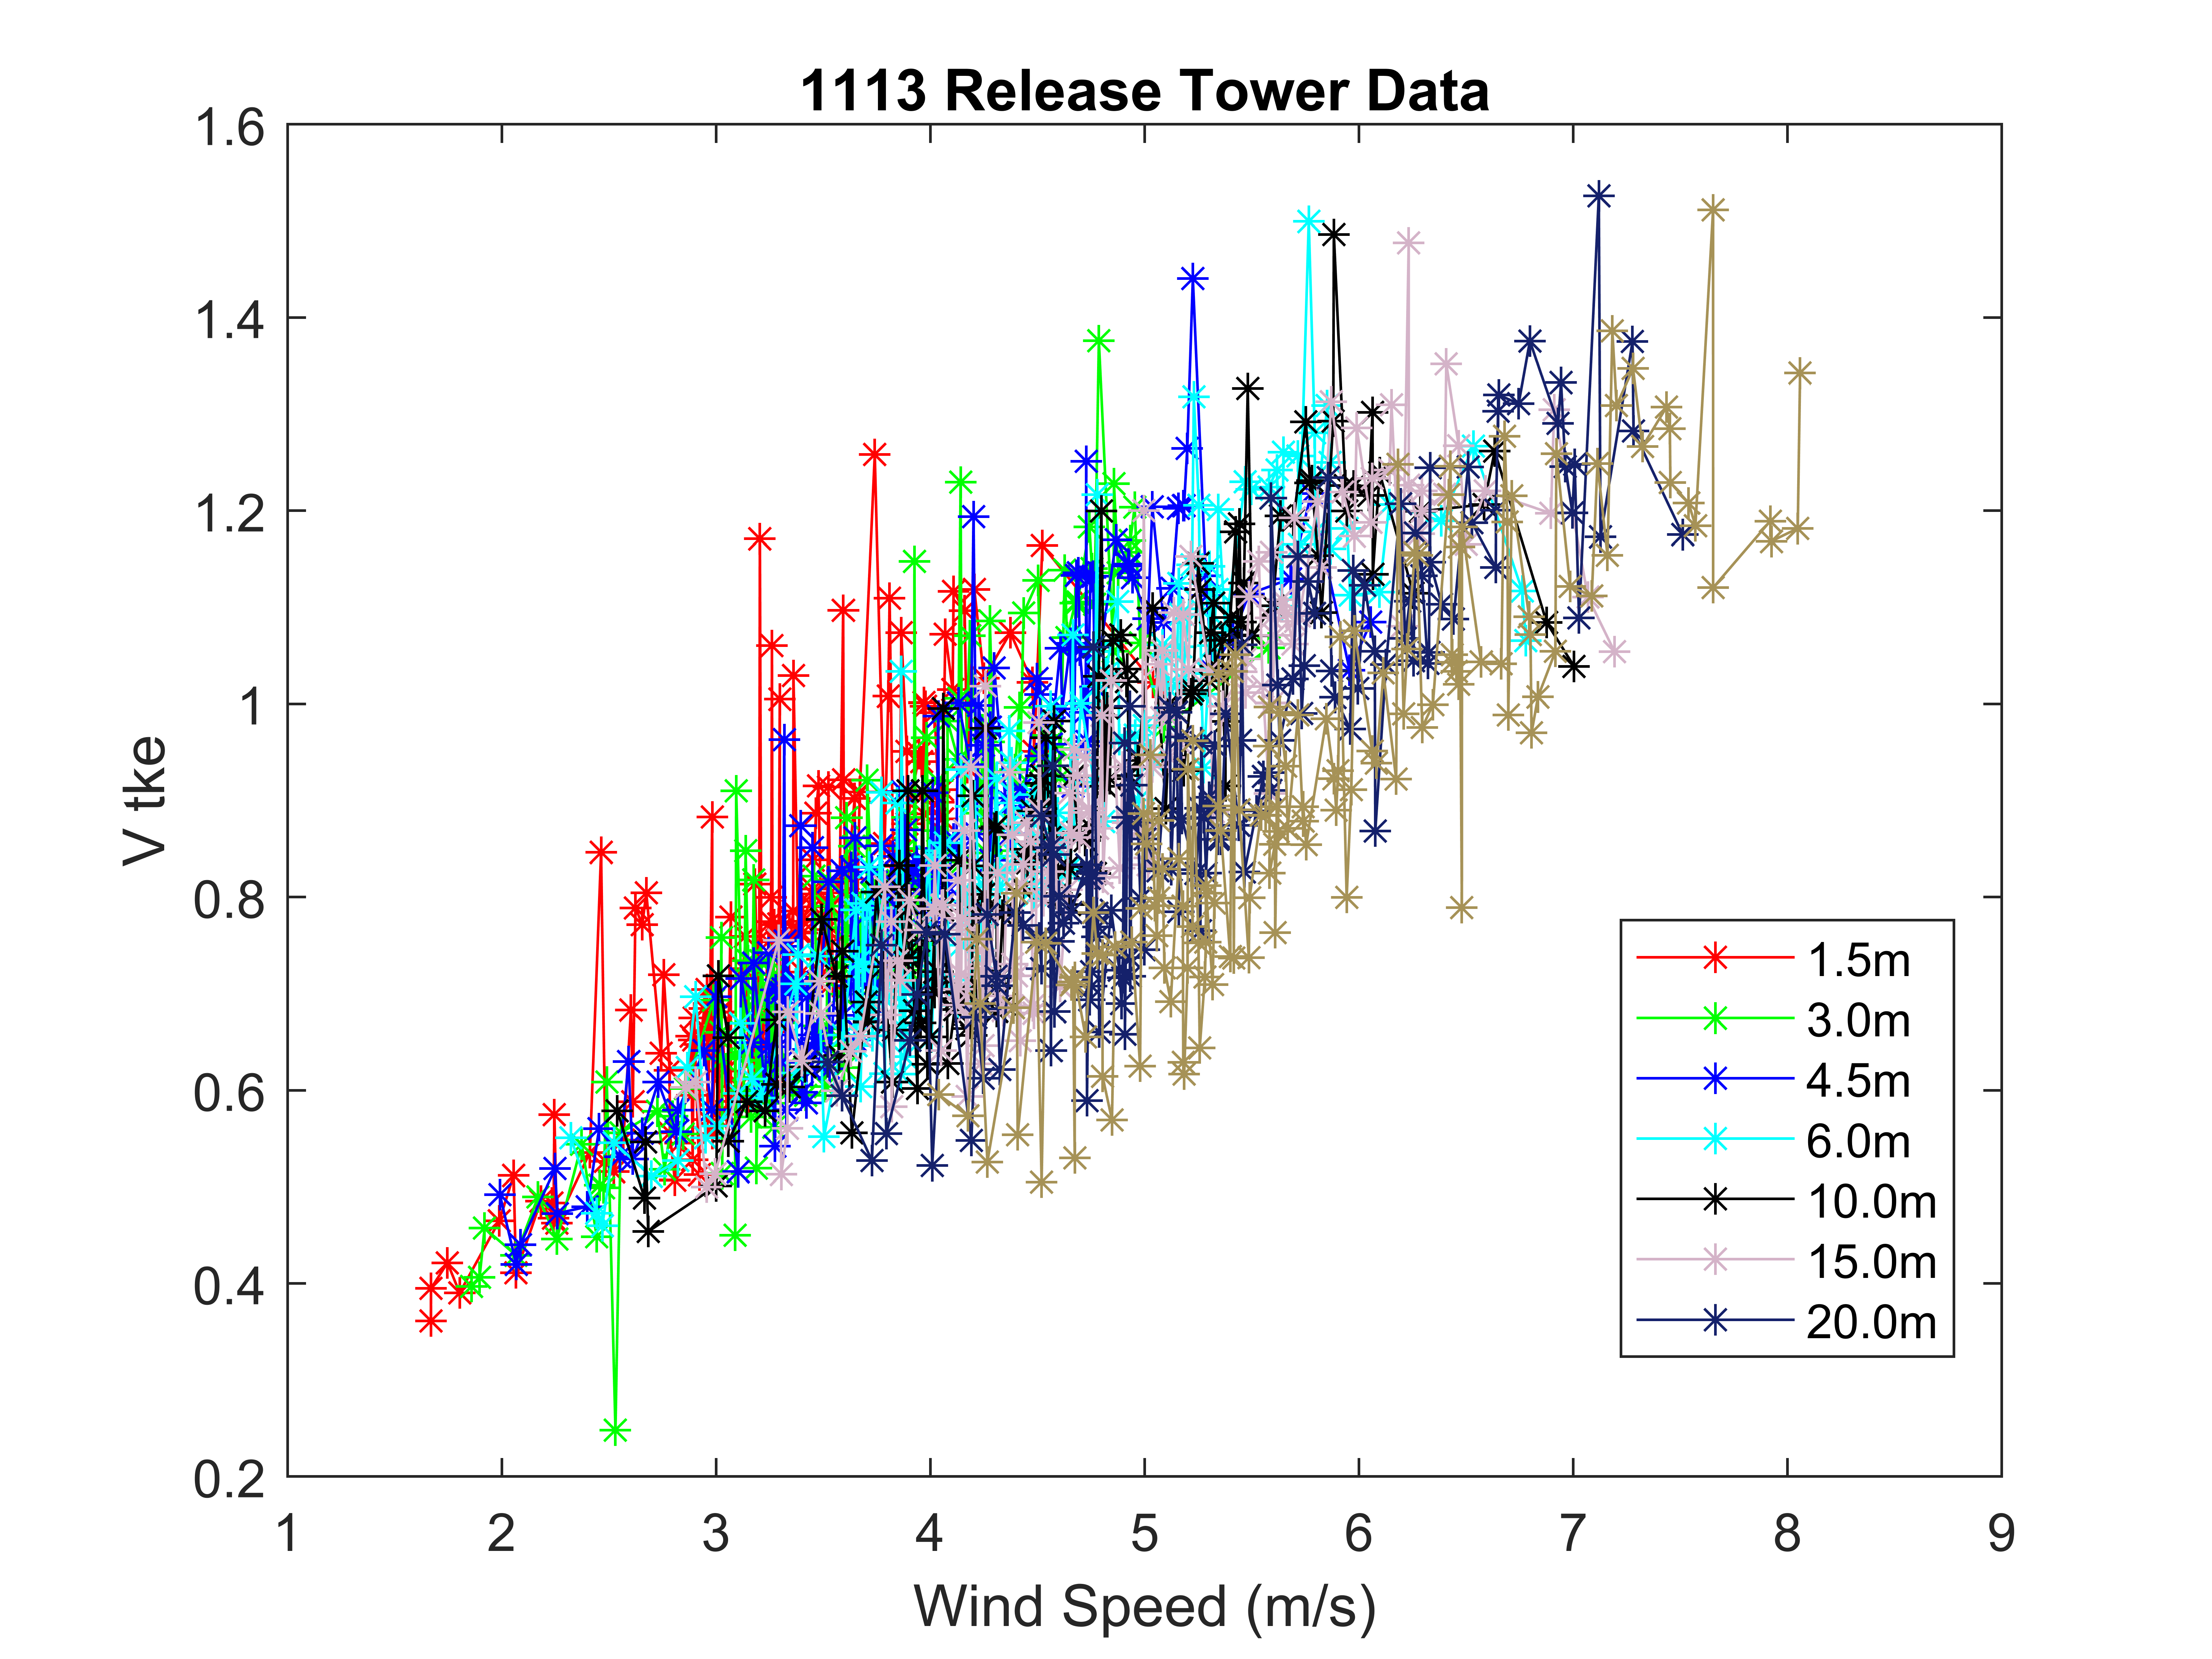 1113 Release Tower Data
1.6
1.4
1.2
1
0.8
0.6
0.4
0.2
V tke
1.5m
3.0m
4.5m
6.0m
10.0m
15.0m
20.0m
1 2 3 4 5 6 7 8 9
Wind Speed (m/s)